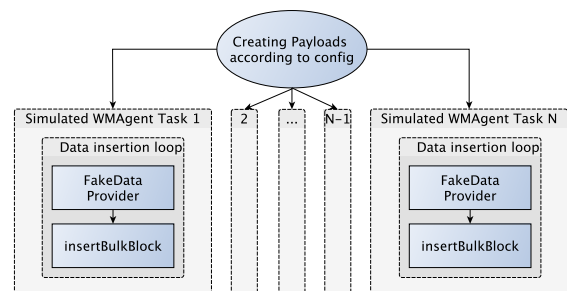 Creating Payloads
according to config
Simulated WMAgent Task 1
2
...
N-1
Simulated WMAgent Task N
Data insertion loop
FakeData
Provider
insertBulkBlock
Data insertion loop
FakeData
Provider
insertBulkBlock